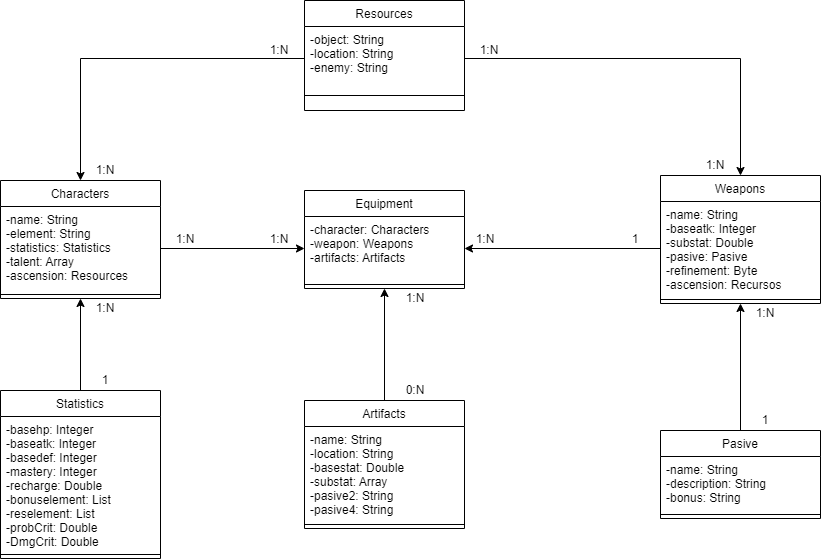 Resources
-object: String
-location: String
-enemy: String
1:N
1:N
1:N
1:N
Characters
-name: String
-element: String
-statistics: Statistics
-talent: Array
-ascension: Resources
1:N
1:N
Equipment
-character: Characters
-weapon: Weapons
-artifacts: Artifacts
1:N
1
Weapons
-name: String
-baseatk: Integer
-substat: Double
-pasive: Pasive
-refinement: Byte
-ascension: Recursos
1:N
1:N
1:N
1
0:N
1
Statistics
-basehp: Integer
-baseatk: Integer
-basedef: Integer
-mastery: Integer
-recharge: Double
-bonuselement: List
-reselement: List
-probCrit: Double
-DmgCrit: Double
Artifacts
-name: String
-location: String
-basestat: Double
-substat: Array
-pasive2: String
-pasive4: String
Pasive
-name: String
-description: String
-bonus: String